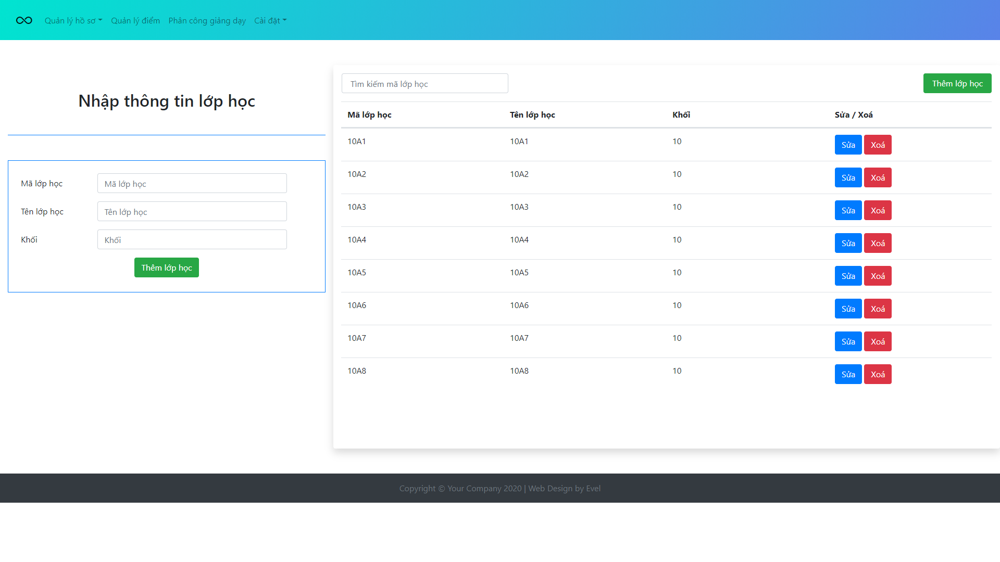 Quản lý hồ sơ Quản lý điểm Phân công giảng dạy Cài đặt
Nhập thông tin lớp học
Mã lớp học Mã lớp học
Tên lớp học Tên lớp học
Khối Khối
Thêm lớp học
Tìm kiếm mã lớp học Thêm lớp học
Mã lớp học Tên lớp học Khối Sửa / Xoá
10A1 10A1 10 Sửa Xoá
10A2 10A2 10 Sửa Xoá
10A3 10A3 10 Sửa Xoá
10A4 10A4 10 Sửa Xoá
10A5 10A5 10 Sửa Xoá
10A6 10A6 10 Sửa Xoá
10A7 10A7 10 Sửa Xoá
10A8 10A8 10 Sửa Xoá
Copyright © Your Company 2020 | Web Design by Evel